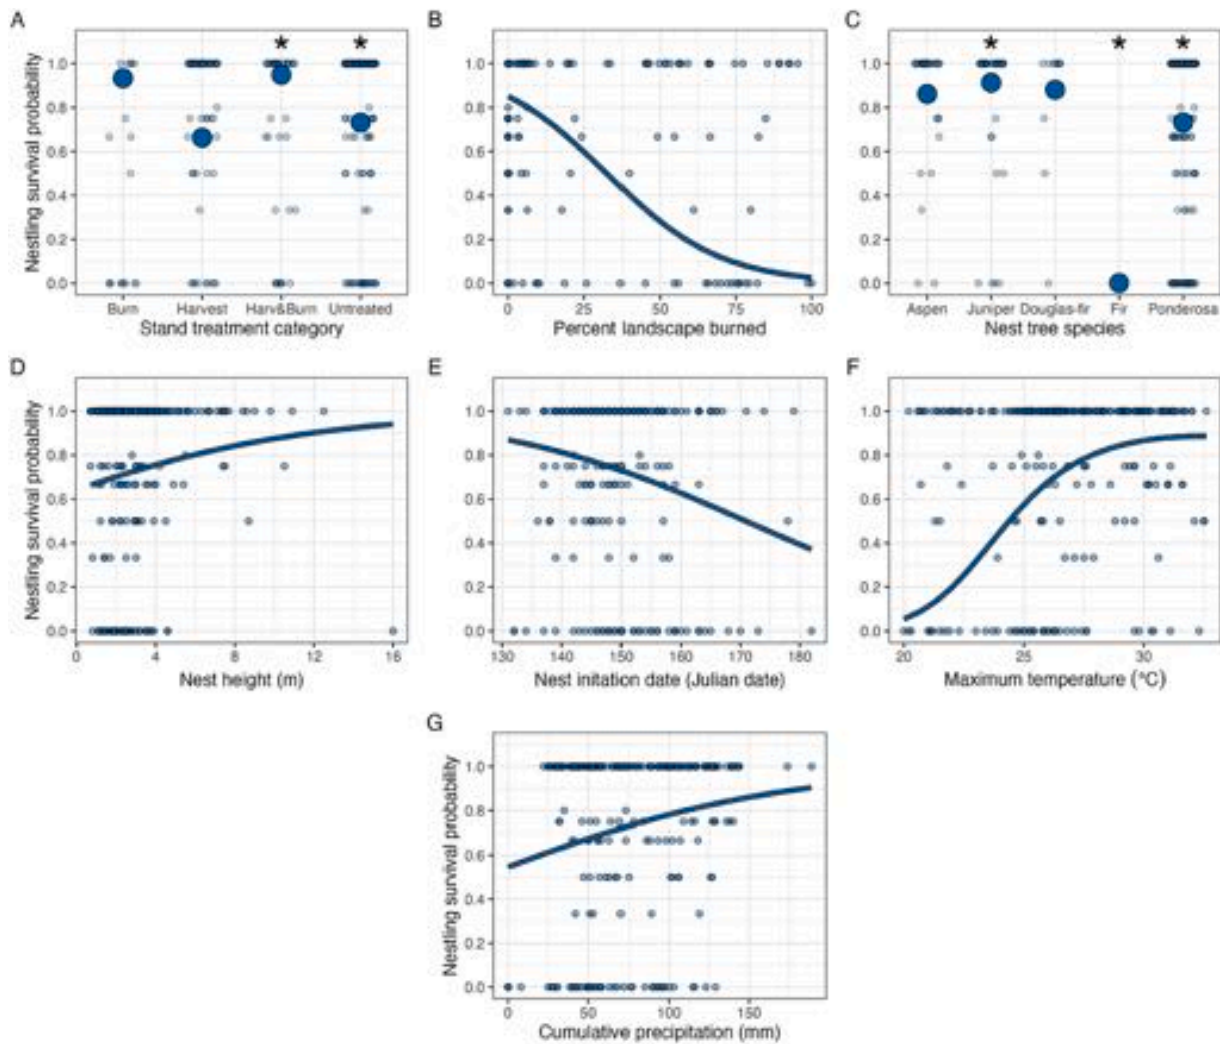 A
B
C
* *
* * *
Nestling survival probability
1.0
0.8
0.6
0.4
0.2
0.0
1.0
0.8
0.6
0.4
0.2
0.0
1.0
0.8
0.6
0.4
0.2
0.0
Burn Harvest Harv&Burn Untreated
0 25 50 75 100
Aspen Juniper Douglas-fir Fir Ponderosa
Stand treatment category
Percent landscape burned
Nest tree species
D
E
F
Nestling survival probability
1.0
0.8
0.6
0.4
0.2
0.0
1.0
0.8
0.6
0.4
0.2
0.0
1.0
0.8
0.6
0.4
0.2
0.0
0 4 8 12 16
130 140 150 160 170 180
20 25 30
Nest height (m)
Nest initation date (Julian date)
Maximum temperature (°C)
G
Nestling survival probability
1.0
0.8
0.6
0.4
0.2
0.0
0 50 100 150
Cumulative precipitation (mm)